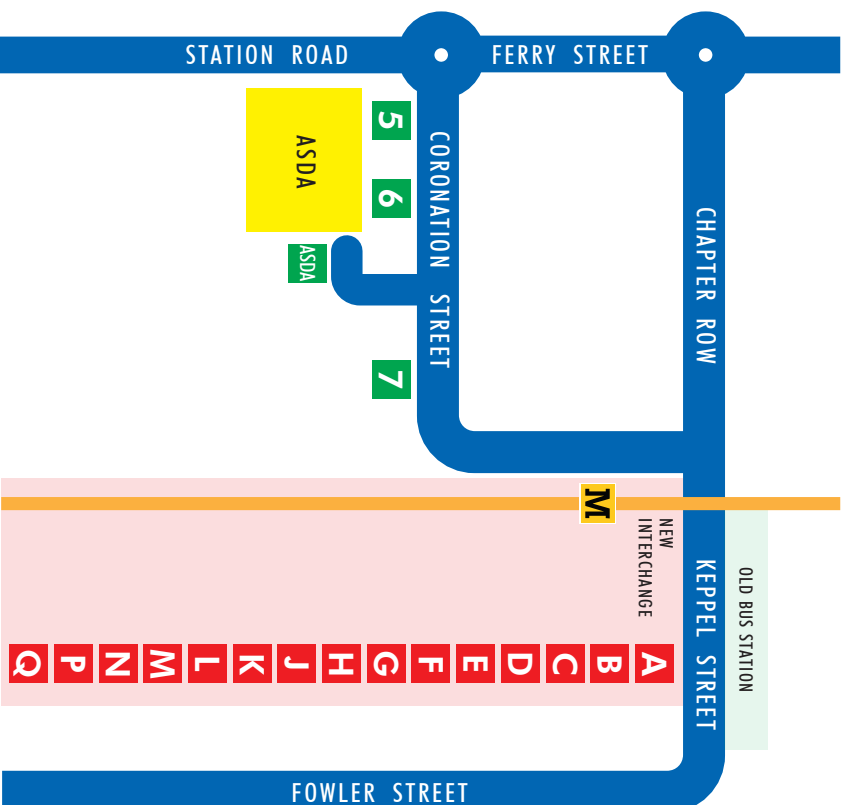 STATION ROAD
FERRY STREET
5
6
ASDA
ASDA
CORONATION STREET
CHAPTER ROW
7
M
NEW
INTERCHANGE
KEPPEL STREET
OLD BUS STATION
Q P N M L K J H G F E D C B A
FOWLER STREET